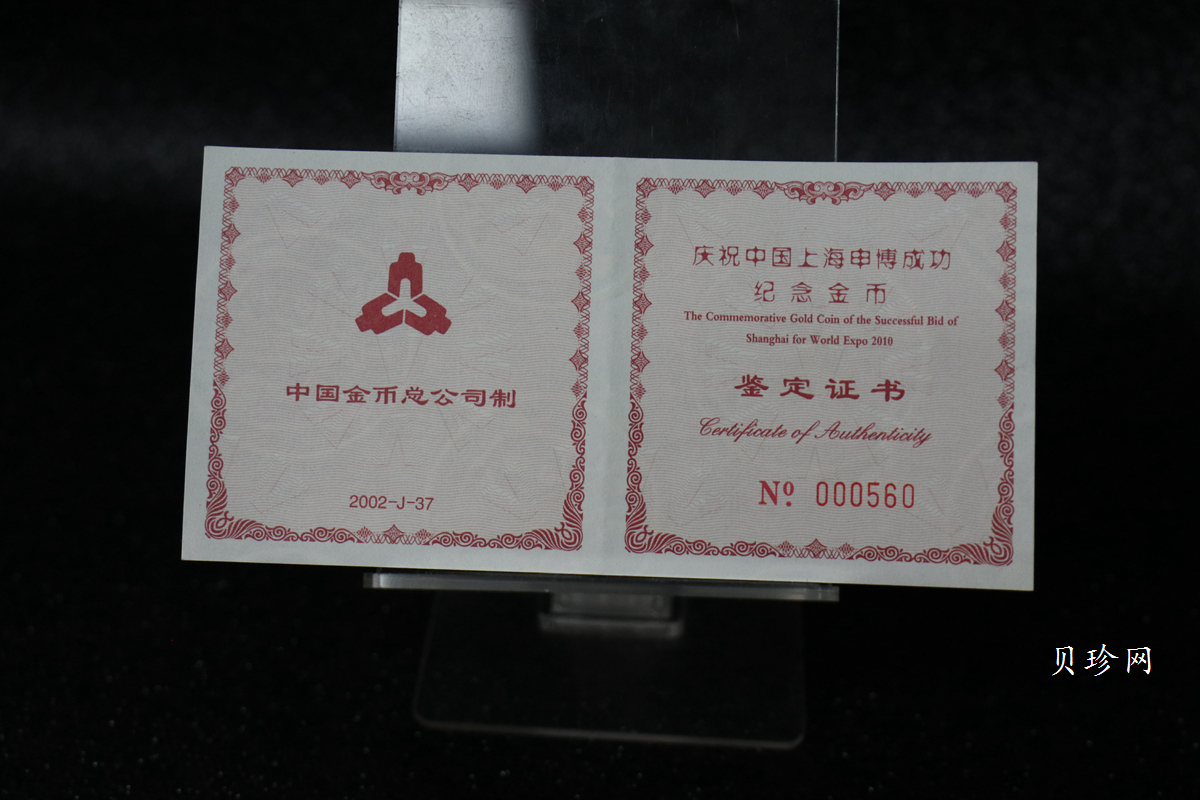 中国金币总公司制
2002-J-37
庆祝中国上海申博成功
纪念金币
The Commemorative Gold Coin of the Successful Bid of
Shanghai for World Expo 2010
鉴定证书
Certificate of Authenticity
Nº 000560
贝珍网